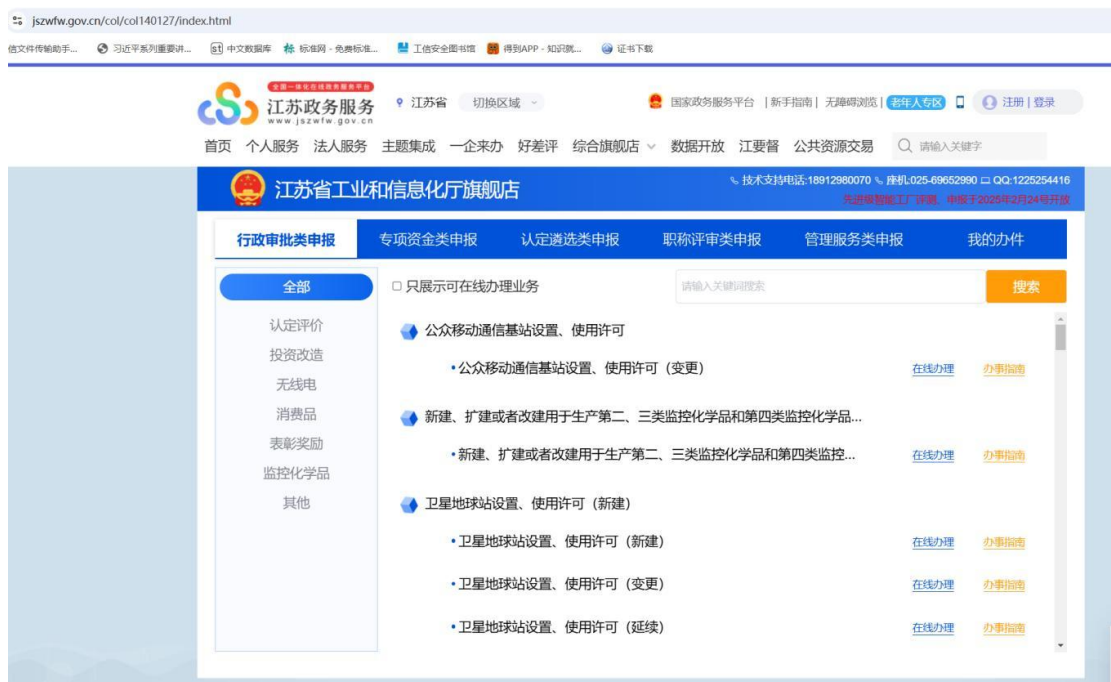 jszwfw.gov.cn/col/col140127/index.html
信文件传输助手... 习近平系列重要讲... st 中文数据库 标准网 - 免费标准... 工信安全图书馆 得到APP - 知识就... 证书下载
全国一体化在线政务服务平台
江苏政务服务 江苏省 切换区域 国家政务服务平台 | 新手指南 | 无障碍浏览 | 老年人专区 注册 | 登录
www.jszwfw.gov.cn
首页 个人服务 法人服务 主题集成 一企来办 好差评 综合旗舰店 数据开放 江要督 公共资源交易 请输入关键字
江苏省工业和信息化厅旗舰店 技术支持电话:18912980070 座机:025-69652990 QQ:1225254416
先进级智能工厂评测、申报于2025年2月24号开放
行政审批类申报 专项资金类申报 认定遴选类申报 职称评审类申报 管理服务类申报 我的办件
全部 只展示可在线办理业务 请输入关键词搜索 搜索
认定评价
投资改造
无线电
消费品
表彰奖励
监控化学品
其他
公众移动通信基站设置、使用许可
•公众移动通信基站设置、使用许可（变更） 在线办理 办事指南
新建、扩建或者改建用于生产第二、三类监控化学品和第四类监控化学品...
•新建、扩建或者改建用于生产第二、三类监控化学品和第四类监控... 在线办理 办事指南
卫星地球站设置、使用许可（新建）
•卫星地球站设置、使用许可（新建） 在线办理 办事指南
•卫星地球站设置、使用许可（变更） 在线办理 办事指南
•卫星地球站设置、使用许可（延续） 在线办理 办事指南